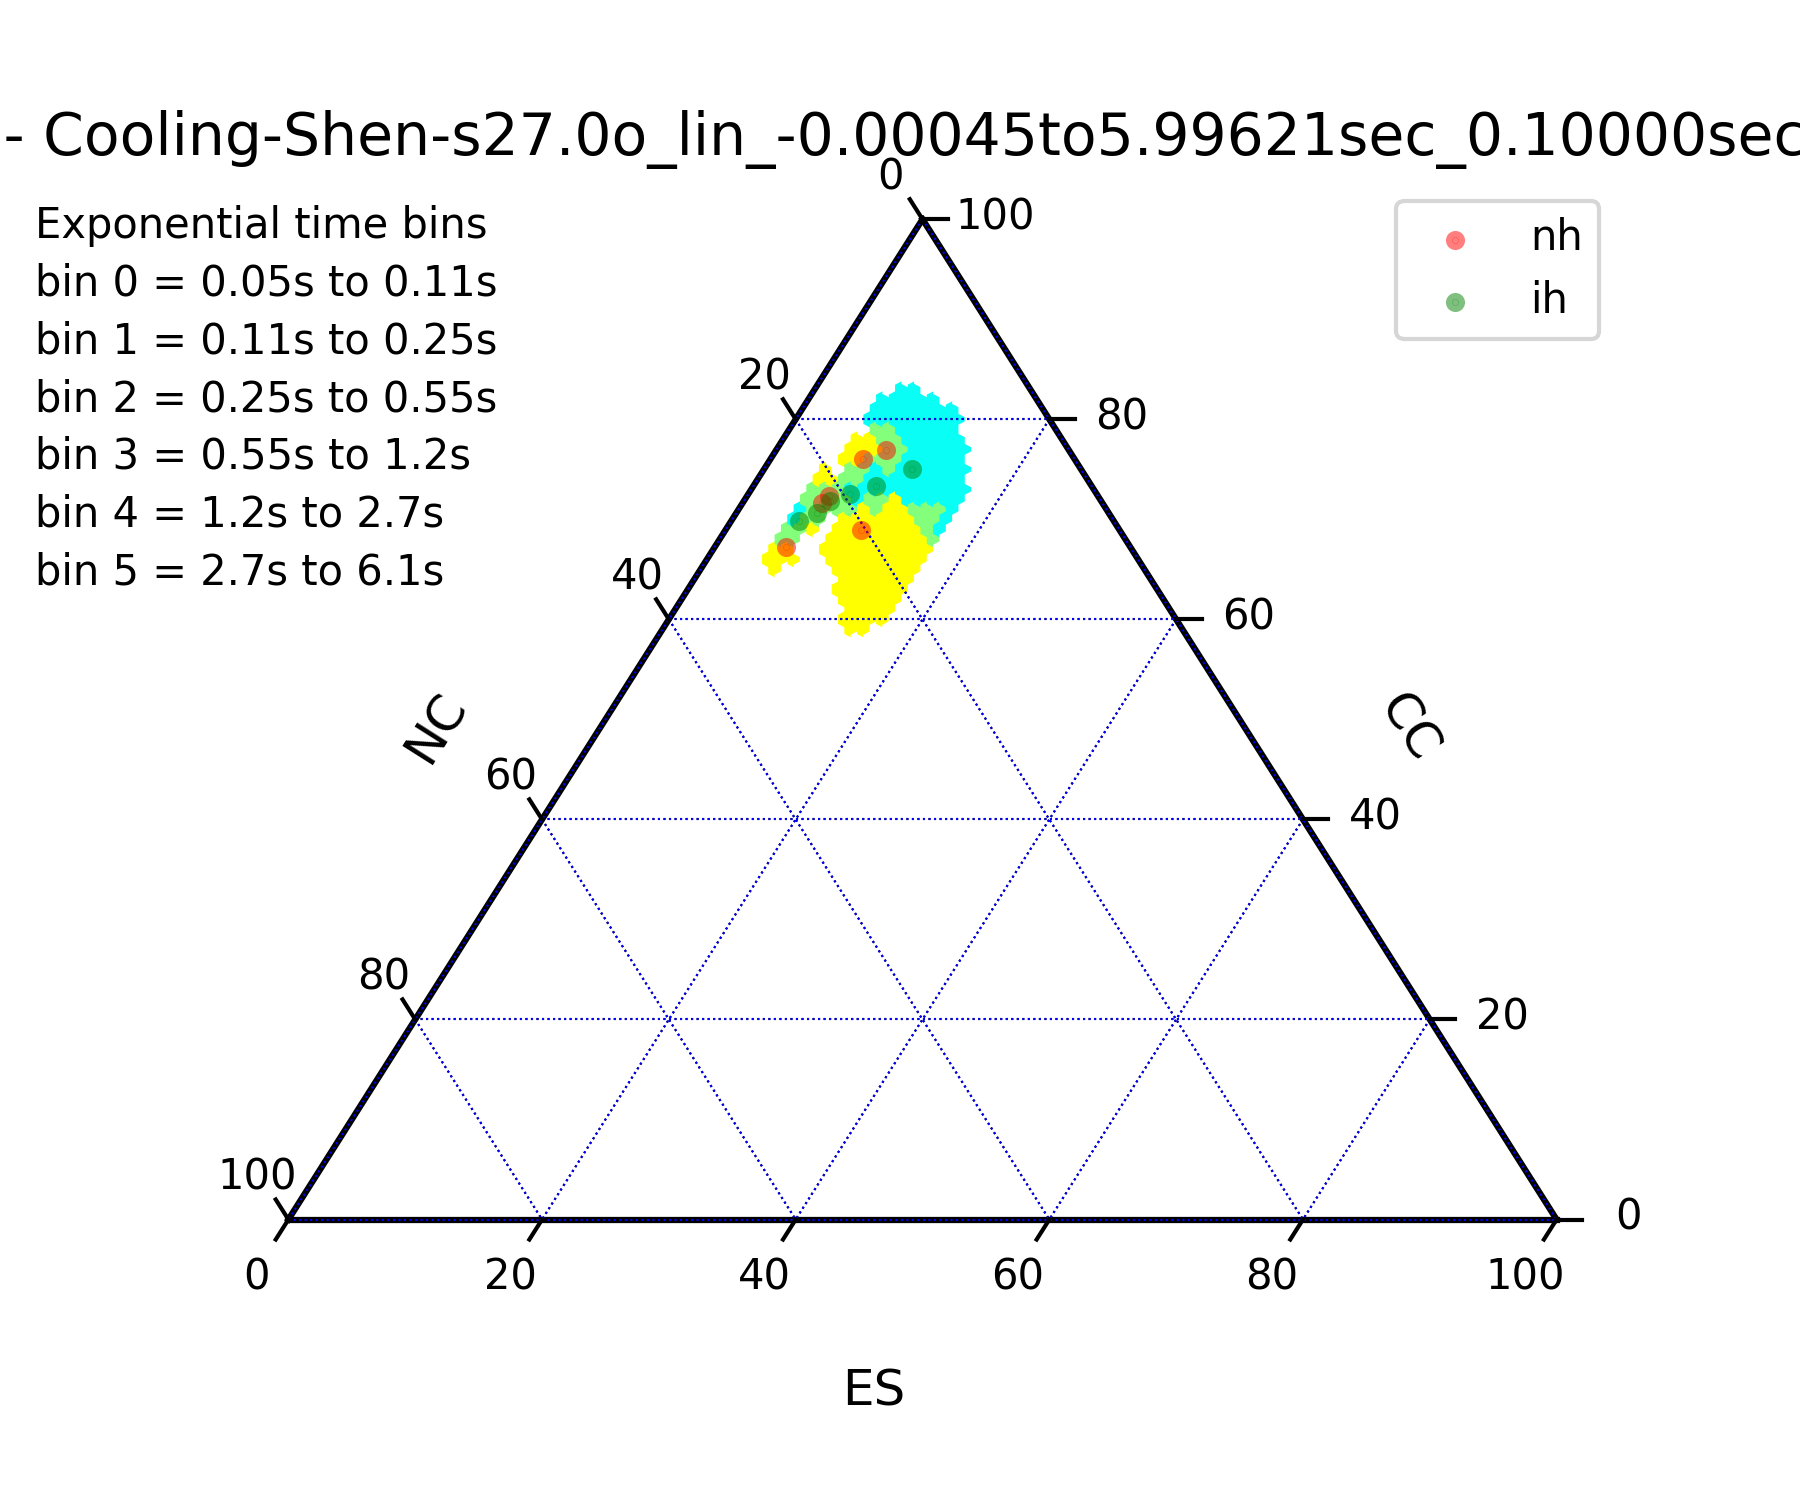 - Cooling-Shen-s27.0o_lin_-0.00045to5.99621sec_0.10000sec
Exponential time bins
bin 0 = 0.05s to 0.11s
bin 1 = 0.11s to 0.25s
bin 2 = 0.25s to 0.55s
bin 3 = 0.55s to 1.2s
bin 4 = 1.2s to 2.7s
bin 5 = 2.7s to 6.1s
nh
ih
0
100
20
80
40
60
NC
CC
60
40
80
20
100
0
0
20
40
60
80
100
ES